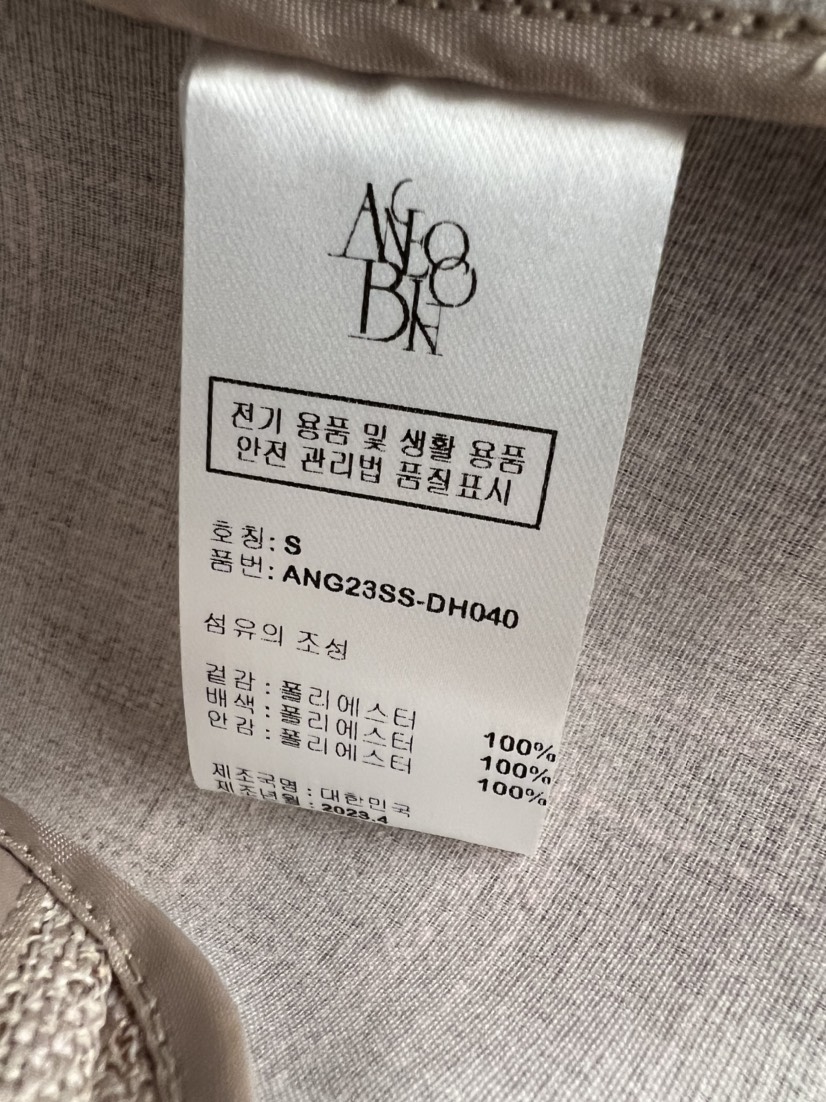 전기 용품 및 생활 용품
안전 관리법 품질표시
호칭: S
품번: ANG23SS-DH040
섬유의 조성
겉감 : 폴리에스터 100%
배색 : 폴리에스터 100%
안감 : 폴리에스터 100%
제조국명 : 대한민국
제조년월 : 2023.4